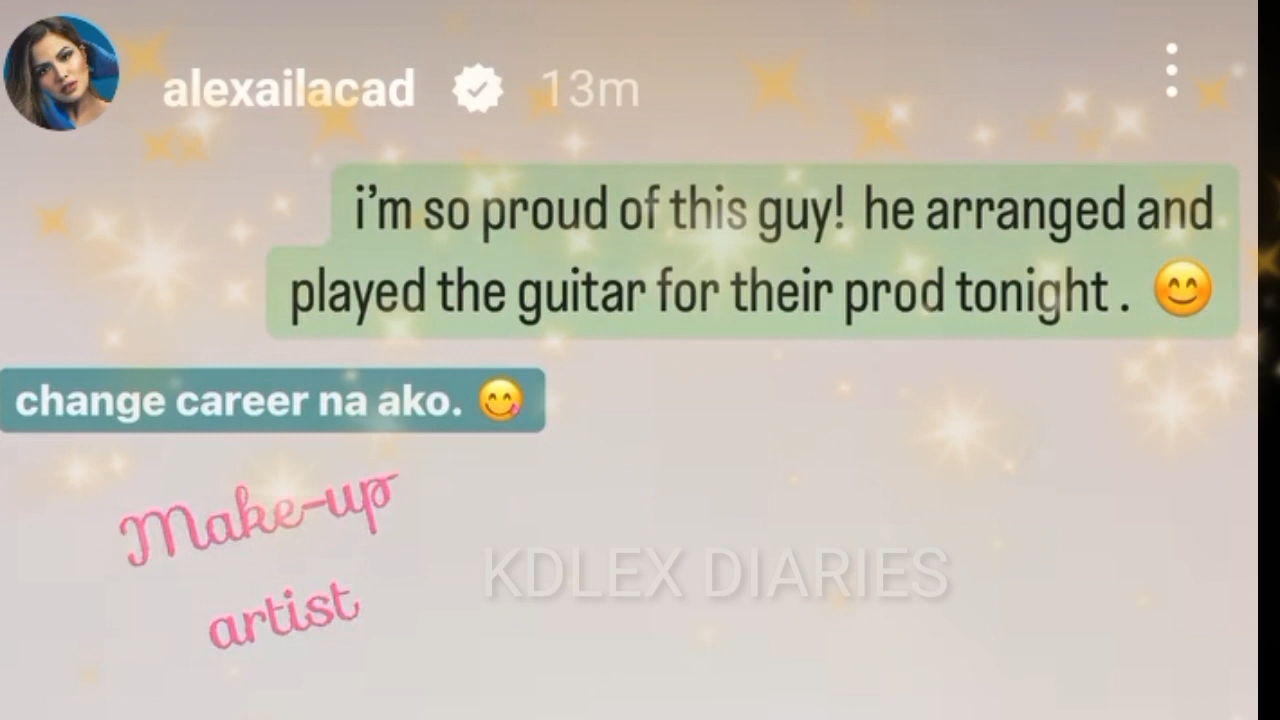 alexailacad 13m
i’m so proud of this guy! he arranged and
played the guitar for their prod tonight . 😊
change career na ako. 😋
Make-up
artist
KDLEX DIARIES